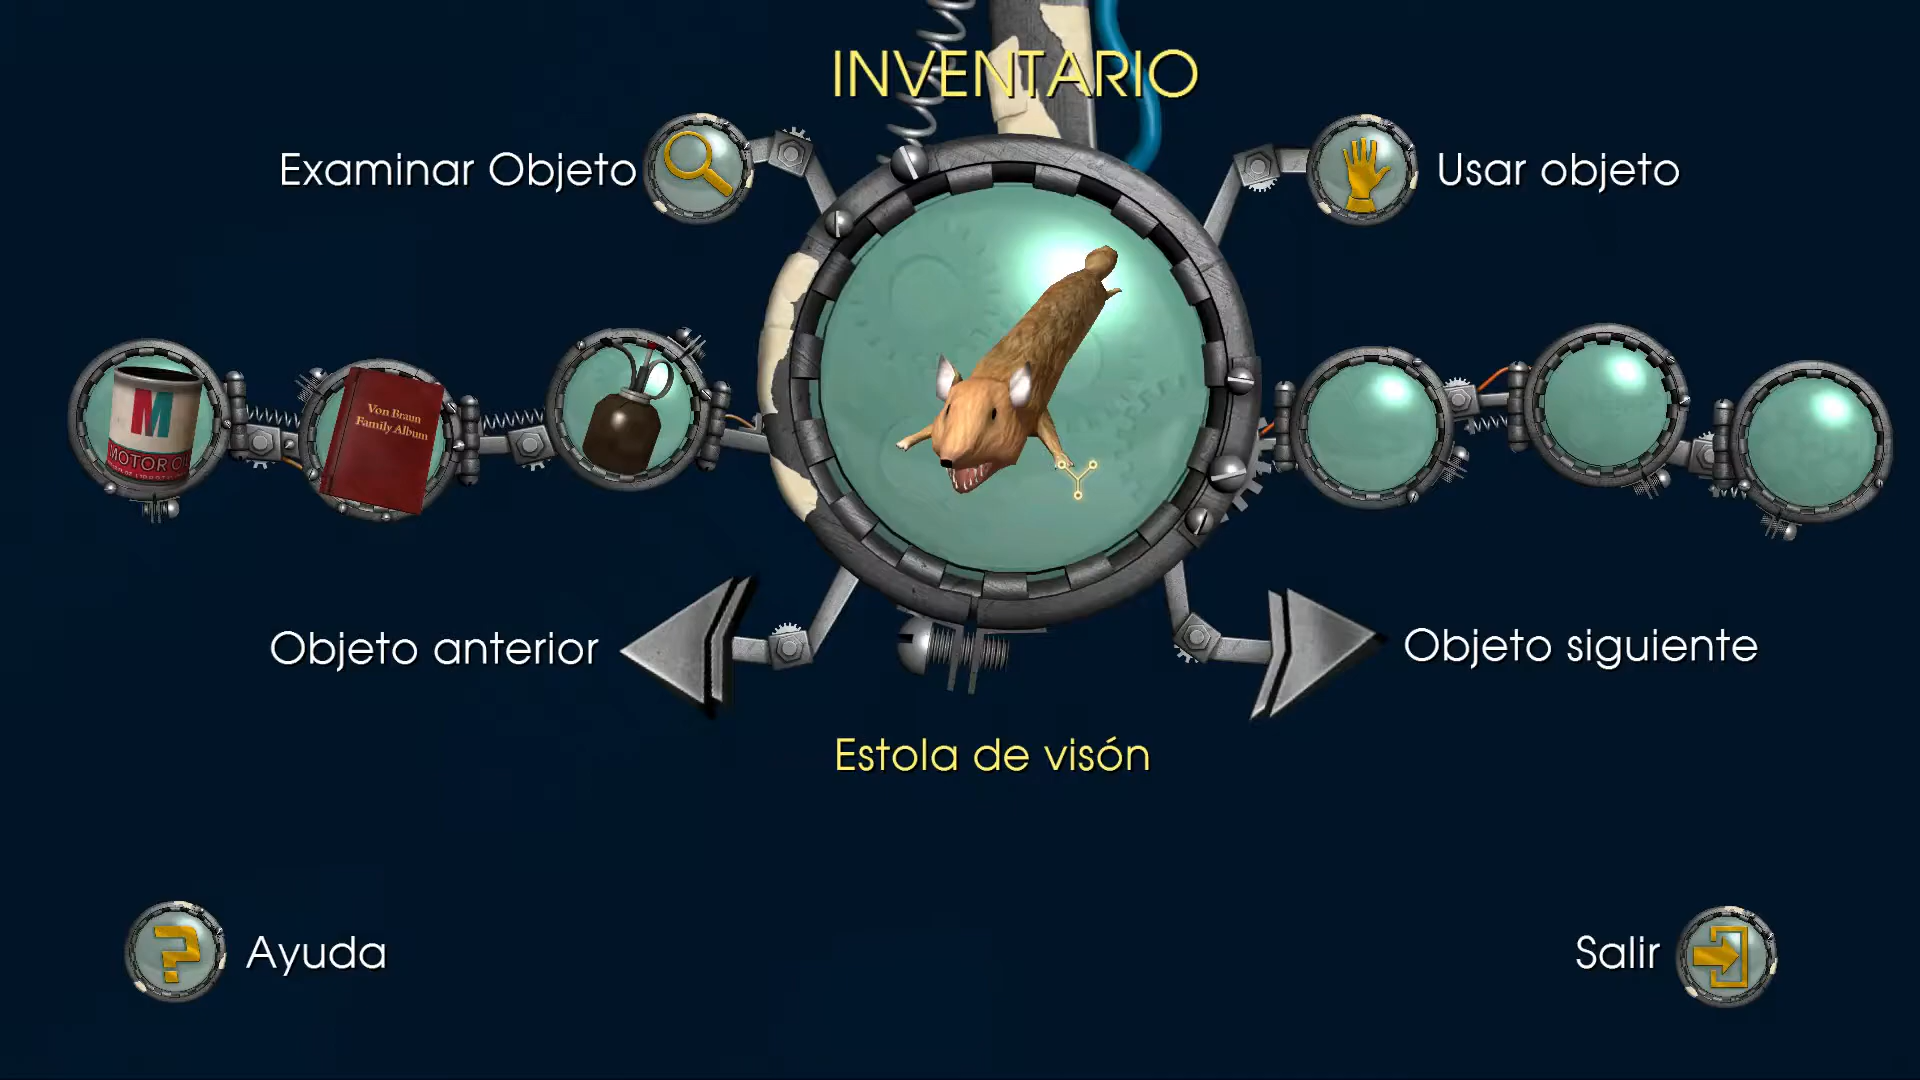 INVENTARIO
Examinar Objeto
Usar objeto
M
MOTOR OIL
Von Braun
Family Album
Objeto anterior
Objeto siguiente
Estola de visón
Ayuda
Salir